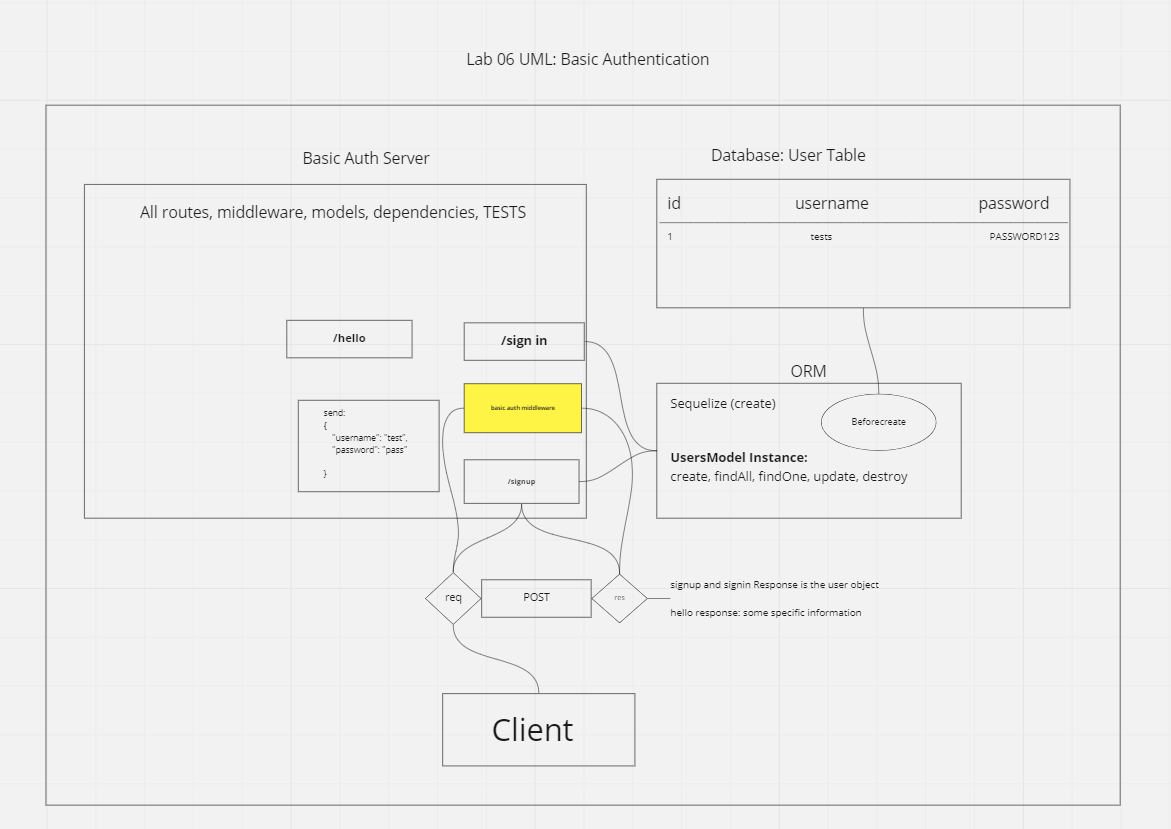 Lab 06 UML: Basic Authentication
Basic Auth Server
All routes, middleware, models, dependencies, TESTS
/hello
/sign in
basic auth middleware
/signup
send:
{
"username": "test",
"password": "pass"
}
Database: User Table
id username password
1 tests PASSWORD123
ORM
Sequelize (create)
Beforecreate
UsersModel Instance:
create, findAll, findOne, update, destroy
req
POST
res
signup and signin Response is the user object
hello response: some specific information
Client